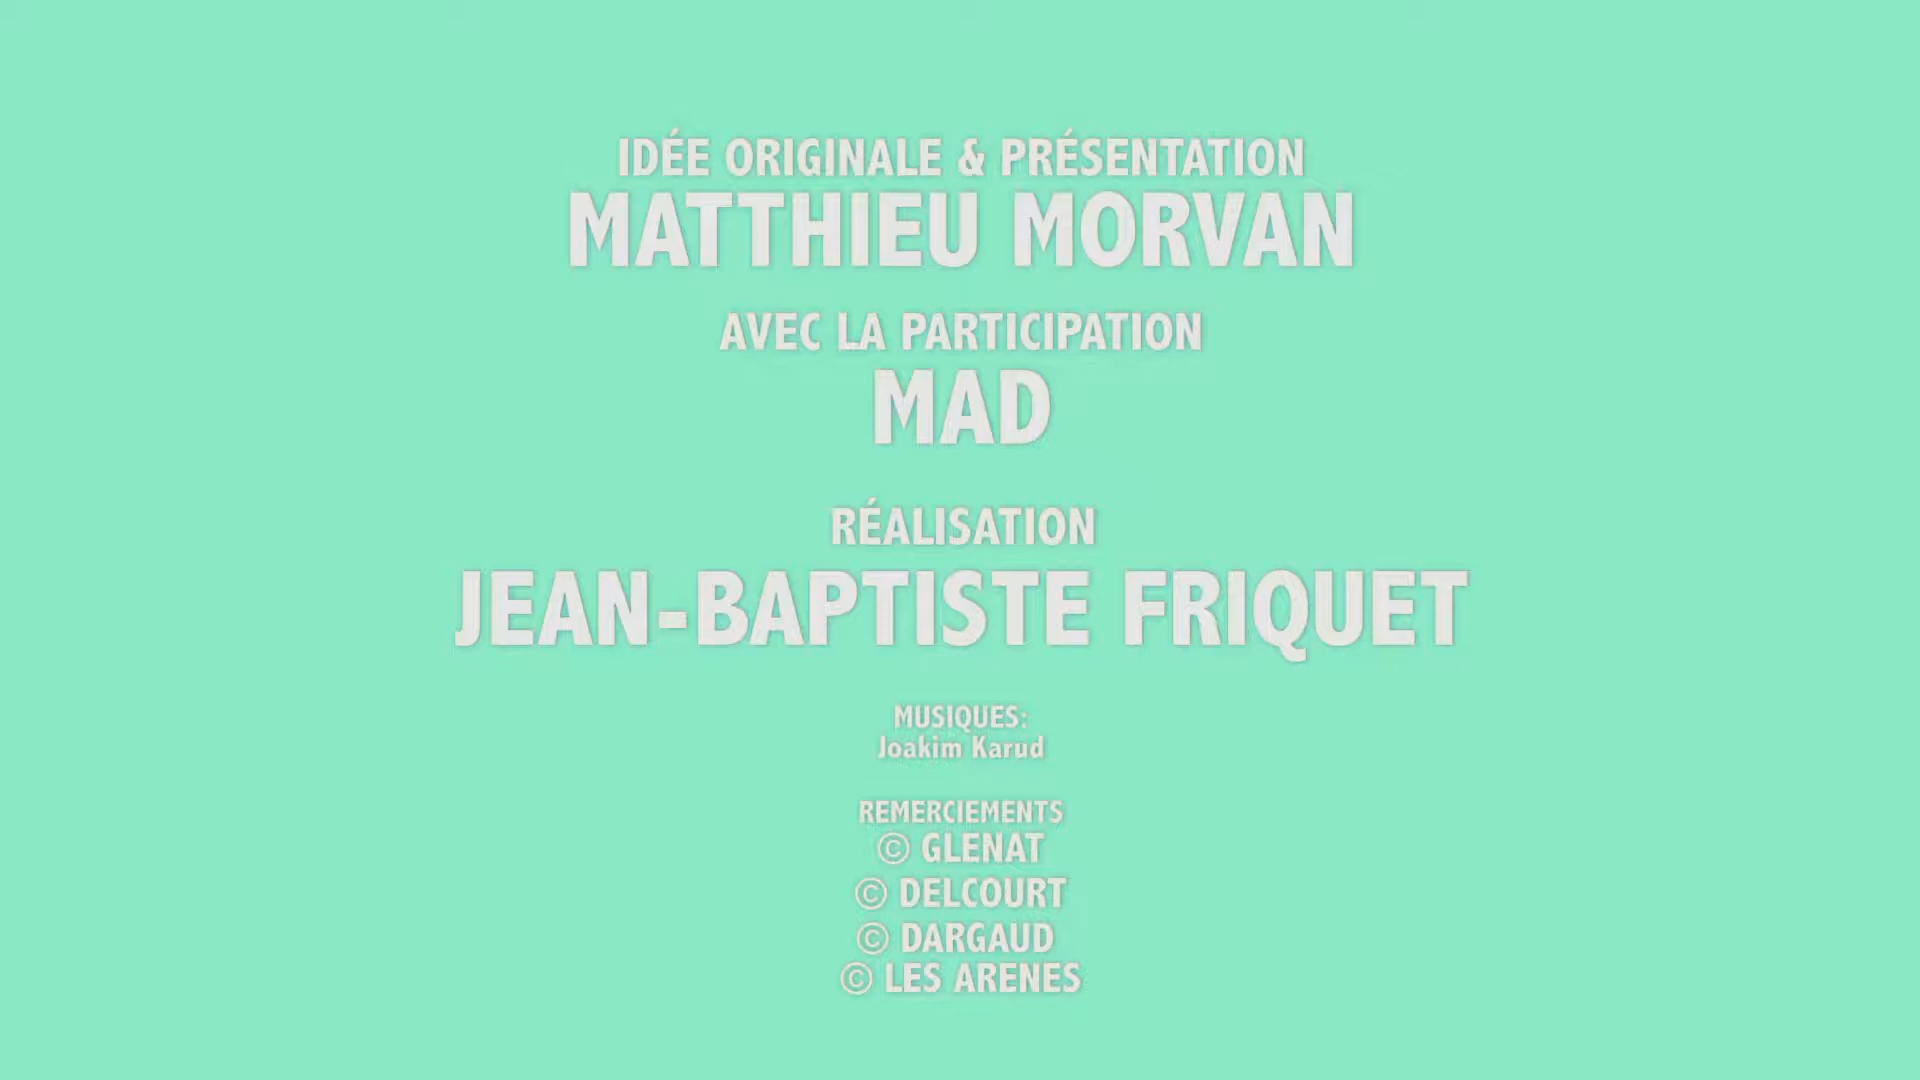 IDÉE ORIGINALE & PRÉSENTATION
MATTHIEU MORVAN
AVEC LA PARTICIPATION
MAD
RÉALISATION
JEAN-BAPTISTE FRIQUET
MUSIQUES:
Joakim Karud
REMERCIEMENTS
© GLENAT
© DELCOURT
© DARGAUD
© LES ARENES